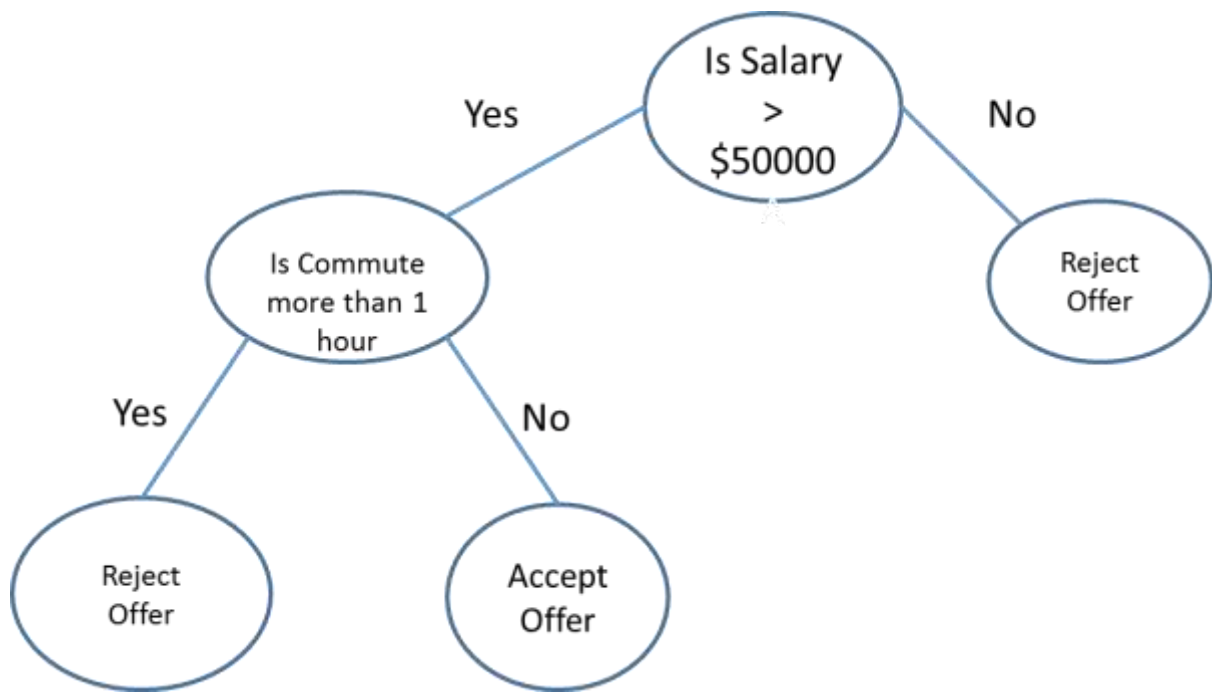 Is Salary
>
$50000
Yes
No
Is Commute
more than 1
hour
Reject
Offer
Yes
No
Reject
Offer
Accept
Offer